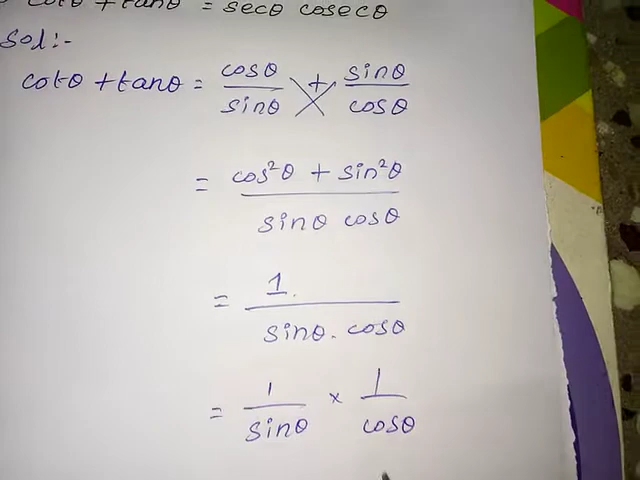 cotθ + tanθ = secθ cosecθ
Sol:-
cotθ + tanθ = cosθ/sinθ + sinθ/cosθ
= cos²θ + sin²θ / sinθ cosθ
= 1. / sinθ . cosθ
= 1/sinθ × 1/cosθ